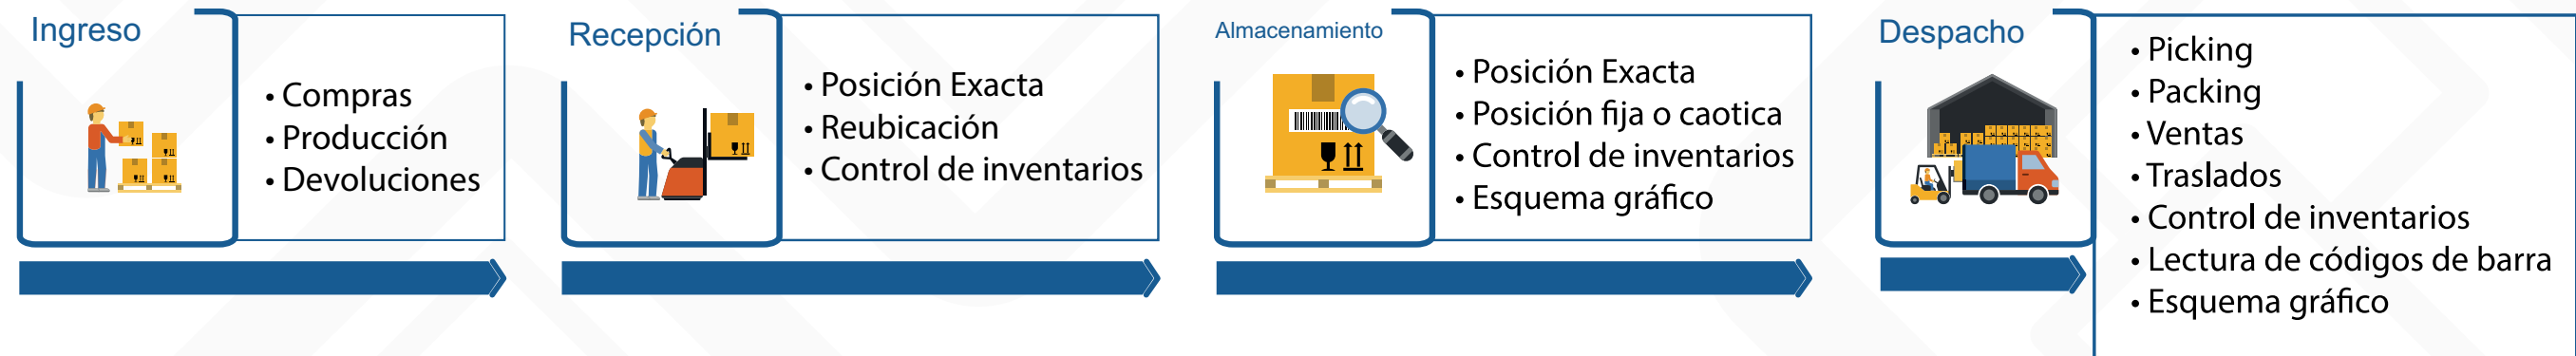 Ingreso
• Compras
• Producción
• Devoluciones
Recepción
• Posición Exacta
• Reubicación
• Control de inventarios
Almacenamiento
• Posición Exacta
• Posición fija o caotica
• Control de inventarios
• Esquema gráfico
Despacho
• Picking
• Packing
• Ventas
• Traslados
• Control de inventarios
• Lectura de códigos de barra
• Esquema gráfico